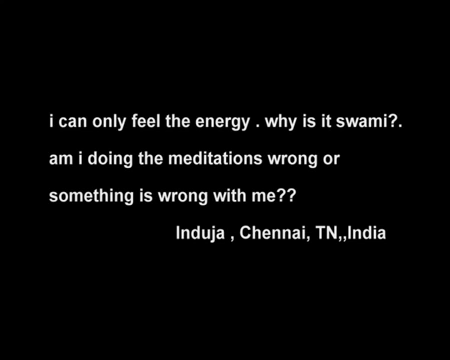 i can only feel the energy . why is it swami?.
am i doing the meditations wrong or
something is wrong with me??
Induja , Chennai, TN,,India